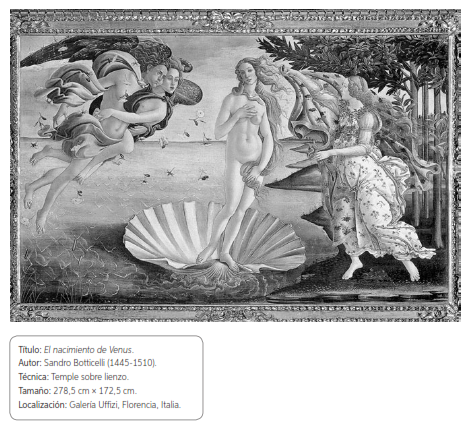 Título: El nacimiento de Venus.
Autor: Sandro Botticelli (1445-1510).
Técnica: Temple sobre lienzo.
Tamaño: 278,5 cm × 172,5 cm.
Localización: Galería Uffizi, Florencia, Italia.